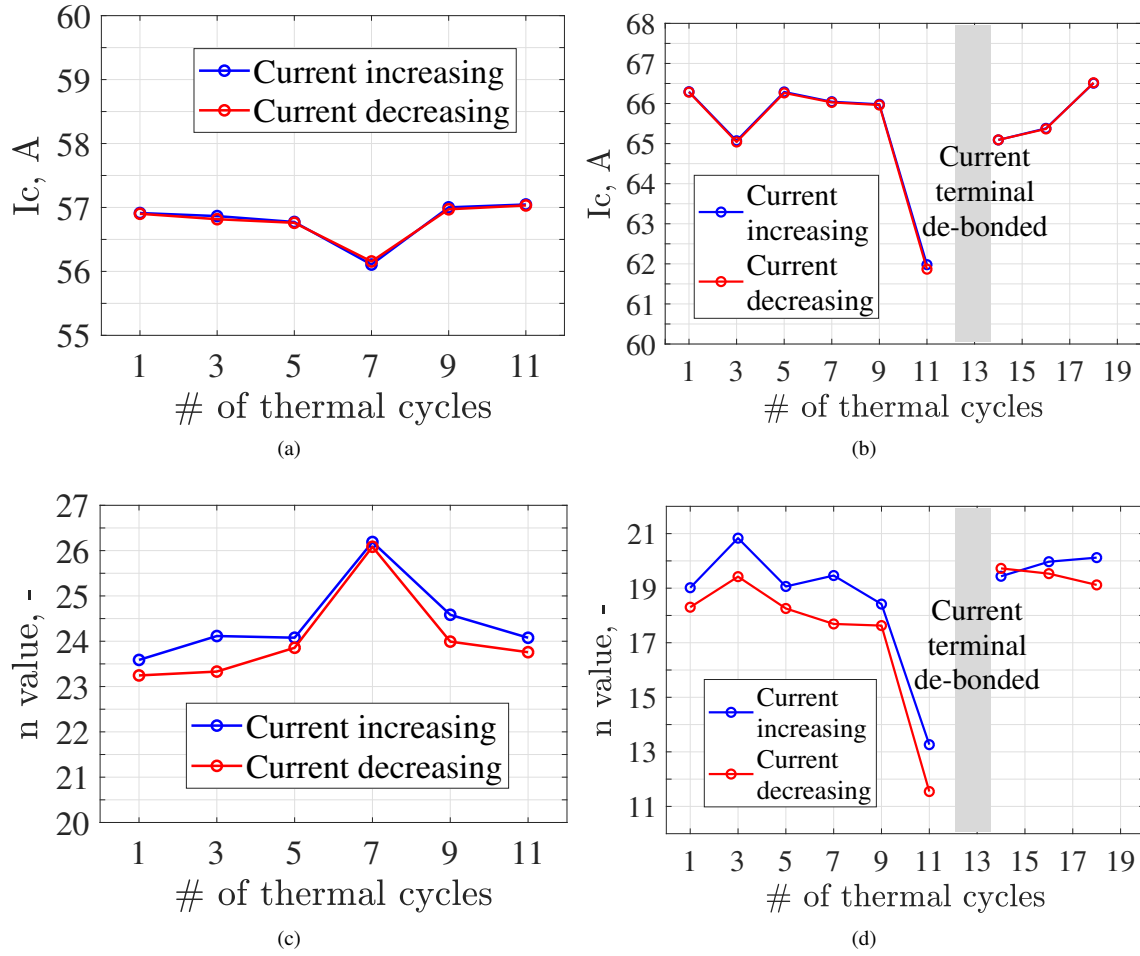 60
59
58
57
56
55
Ic, A
Current increasing
Current decreasing
1 3 5 7 9 11
# of thermal cycles
(a)
68
67
66
65
64
63
62
61
60
Ic, A
Current
increasing
Current
decreasing
Current
terminal
de-bonded
1 3 5 7 9 11 13 15 17 19
# of thermal cycles
(b)
27
26
25
24
23
22
21
20
n value, -
Current increasing
Current decreasing
1 3 5 7 9 11
# of thermal cycles
(c)
21
19
17
15
13
11
n value, -
Current
increasing
Current
decreasing
Current
terminal
de-bonded
1 3 5 7 9 11 13 15 17 19
# of thermal cycles
(d)